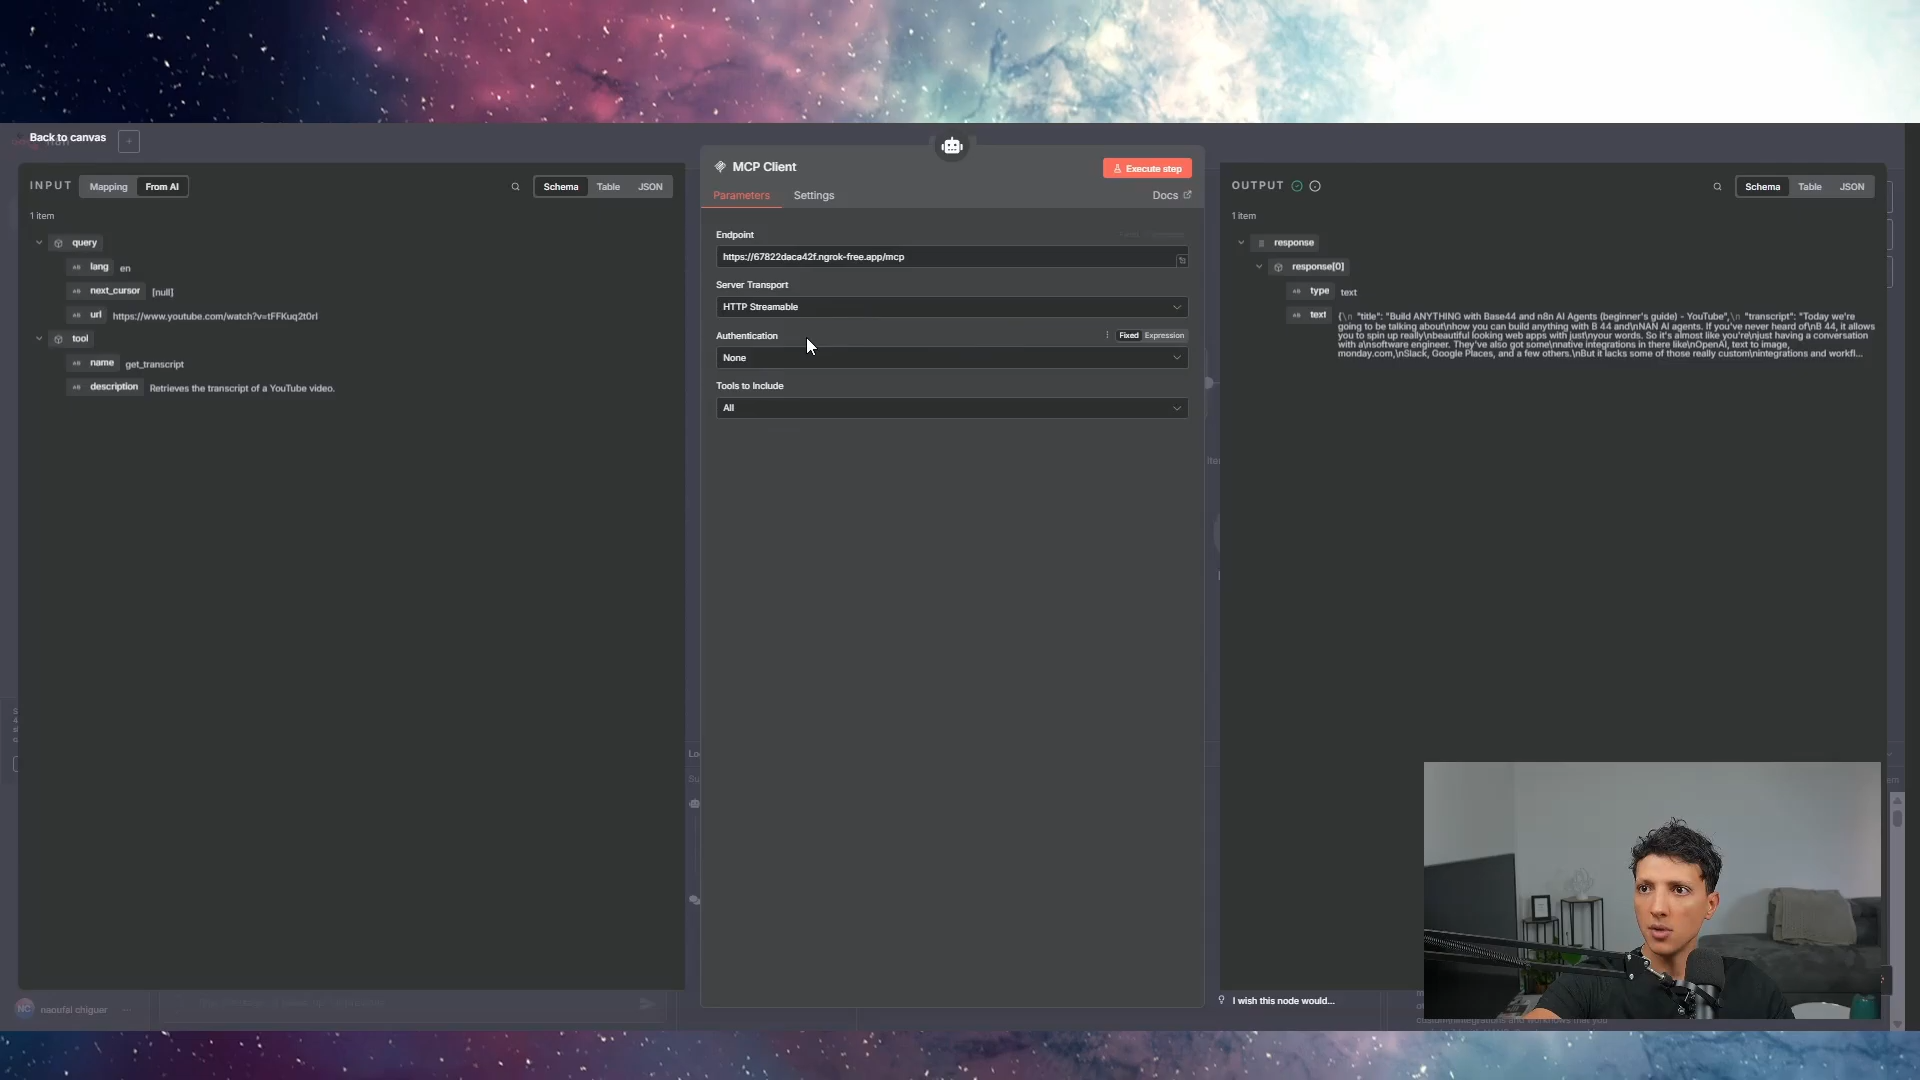 Back to canvas
INPUT
Mapping
From AI
Schema
Table
JSON
1 item
query
lang
en
next_cursor
[null]
url
https://www.youtube.com/watch?v=tFFKuq2t0rI
tool
name
get_transcript
description
Retrieves the transcript of a YouTube video.
MCP Client
Execute step
Parameters
Settings
Docs
Endpoint
https://67822daca42f.ngrok-free.app/mcp
Server Transport
HTTP Streamable
Authentication
Fixed
Expression
None
Tools to Include
All
OUTPUT
Schema
Table
JSON
1 item
response
response[0]
type
text
text
{\n "title": "Build ANYTHING with Base44 and n8n AI Agents (beginner's guide) - YouTube",\n "transcript": "Today we're
going to be talking about\nhow you can build anything with B 44 and\nNAN AI agents. If you've never heard of\nB 44, it allows
you to spin up really\nbeautiful looking web apps with just\nyour words. So it's almost like you're\njust having a conversation
with a\nsoftware engineer. They've also got some\nnative integrations in there like\nOpenAI, text to image,
monday.com,\nSlack, Google Places, and a few others.\nBut it lacks some of those really custom\nintegrations and workfl...
I wish this node would...
NC
naoufal chiguer
custom\nintegrations and workflows that you